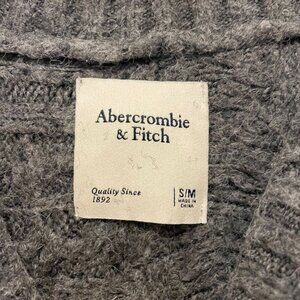 Abercrombie
& Fitch
Quality Since
1892
S/M
MADE IN
CHINA